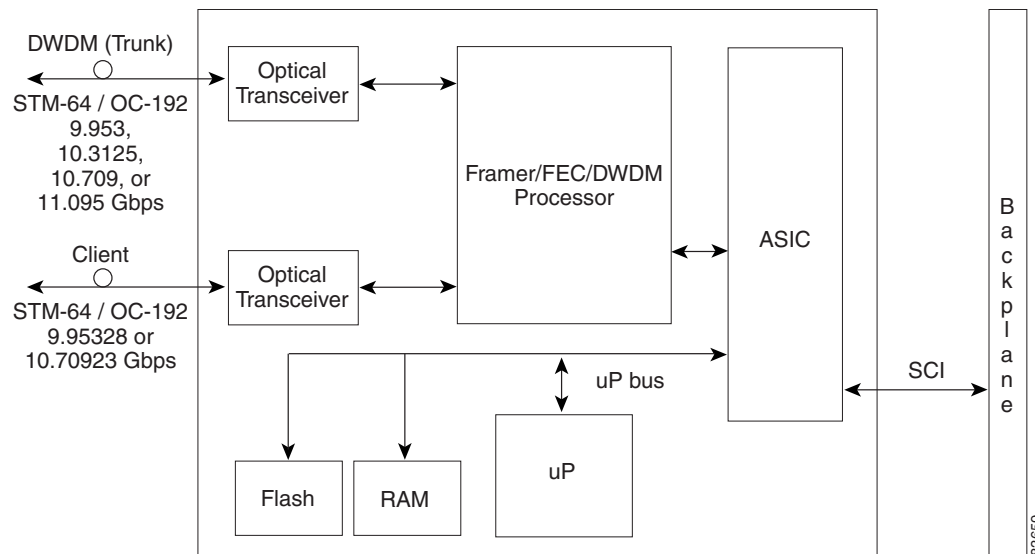 DWDM (Trunk)
STM-64 / OC-192
9.953,
10.3125,
10.709, or
11.095 Gbps
Optical
Transceiver
Framer/FEC/DWDM
Processor
ASIC
Client
STM-64 / OC-192
9.95328 or
10.70923 Gbps
Optical
Transceiver
uP bus
SCI
Backplane
Flash
RAM
uP